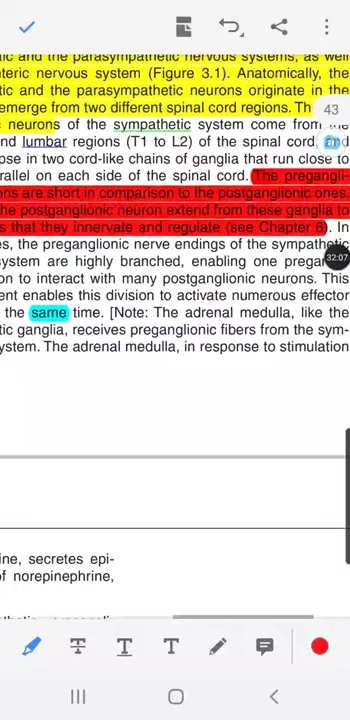 tic and the parasympathetic nervous systems, as well
nteric nervous system (Figure 3.1). Anatomically, the
tic and the parasympathetic neurons originate in the
emerge from two different spinal cord regions. Th
43
c neurons of the sympathetic system come from the
nd lumbar regions (T1 to L2) of the spinal cord and
pse in two cord-like chains of ganglia that run close to
rallel on each side of the spinal cord. The pregangli-
ons are short in comparison to the postganglionic ones.
the postganglionic neuron extend from these ganglia to
s that they innervate and regulate (see Chapter 6). In
es, the preganglionic nerve endings of the sympathetic
system are highly branched, enabling one pregan
32:07
on to interact with many postganglionic neurons. This
ent enables this division to activate numerous effector
the same time. [Note: The adrenal medulla, like the
tic ganglia, receives preganglionic fibers from the sym-
ystem. The adrenal medulla, in response to stimulation
ine, secretes epi-
of norepinephrine,
T T T